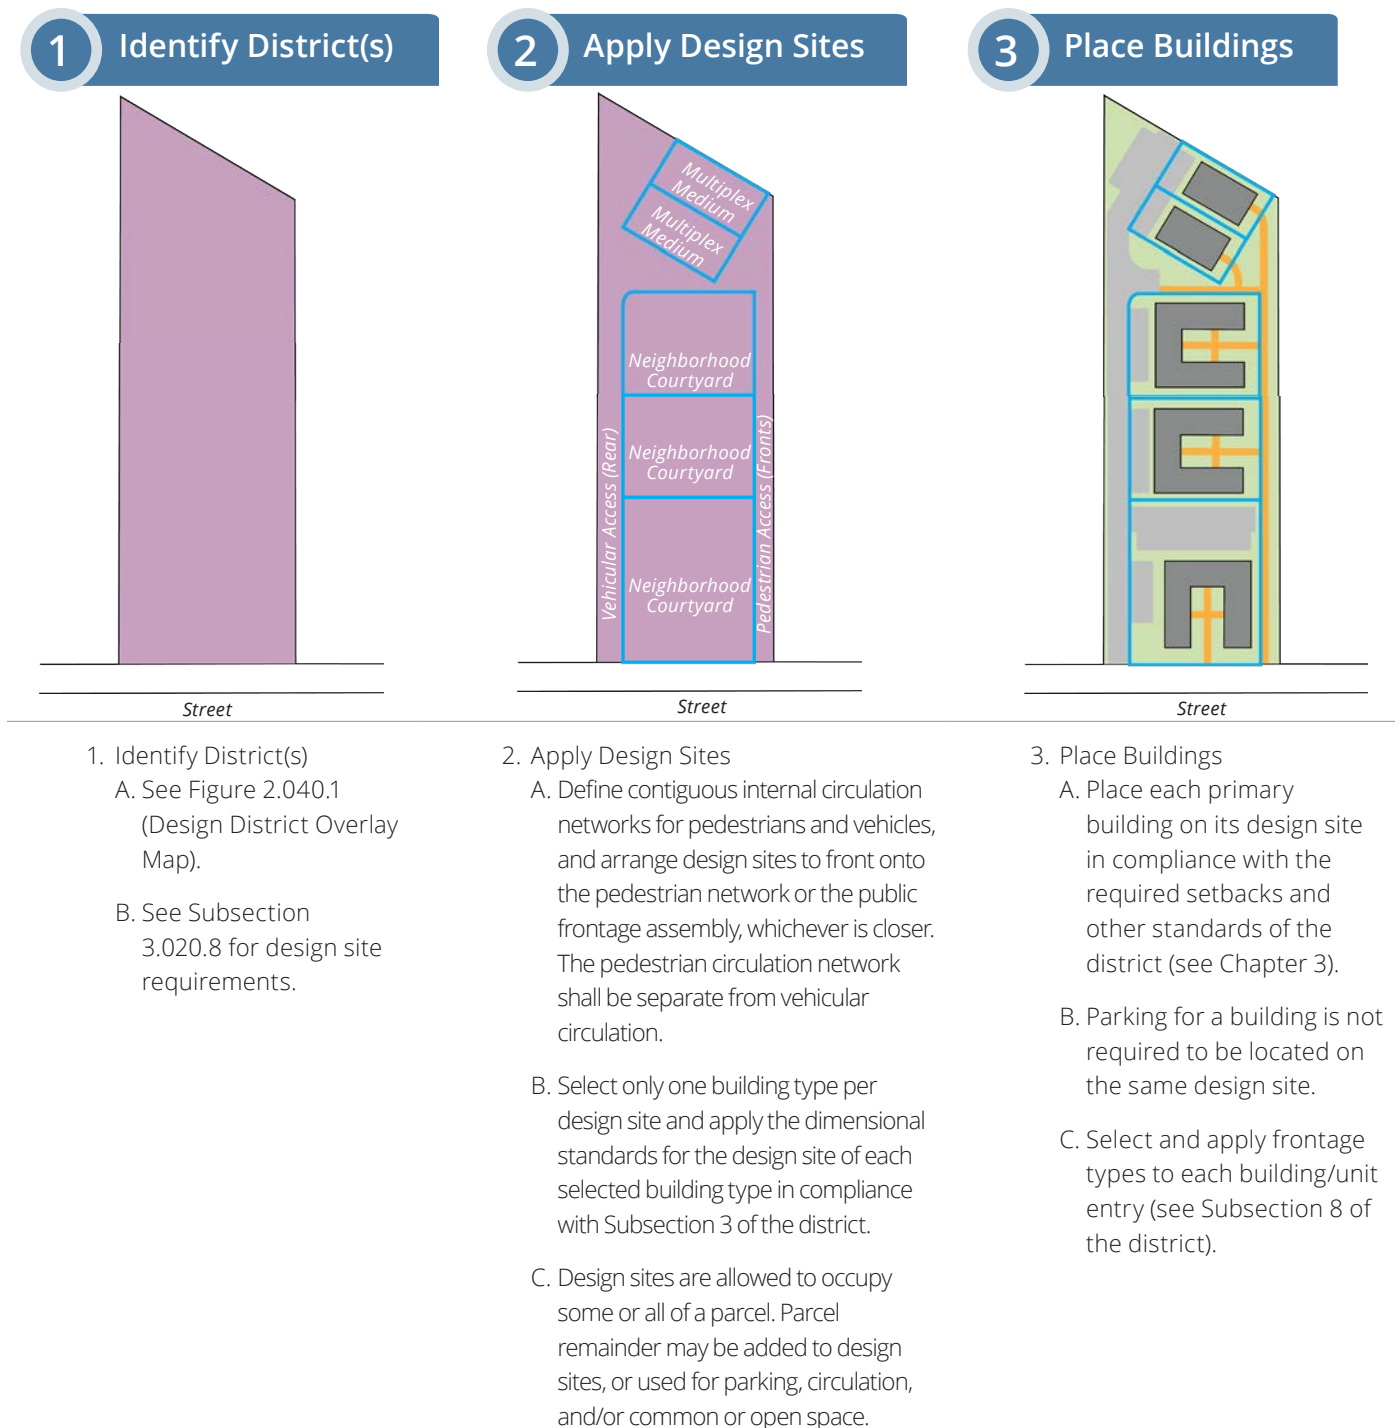 1 Identify District(s)
2 Apply Design Sites
3 Place Buildings
Multiplex
Medium
Multiplex
Medium
Neighborhood
Courtyard
Neighborhood
Courtyard
Neighborhood
Courtyard
Vehicular Access (Rear)
Pedestrian Access (Fronts)
Street
Street
Street
1. Identify District(s)
A. See Figure 2.040.1
(Design District Overlay
Map).
B. See Subsection
3.020.8 for design site
requirements.
2. Apply Design Sites
A. Define contiguous internal circulation
networks for pedestrians and vehicles,
and arrange design sites to front onto
the pedestrian network or the public
frontage assembly, whichever is closer.
The pedestrian circulation network
shall be separate from vehicular
circulation.
B. Select only one building type per
design site and apply the dimensional
standards for the design site of each
selected building type in compliance
with Subsection 3 of the district.
C. Design sites are allowed to occupy
some or all of a parcel. Parcel
remainder may be added to design
sites, or used for parking, circulation,
and/or common or open space.
3. Place Buildings
A. Place each primary
building on its design site
in compliance with the
required setbacks and
other standards of the
district (see Chapter 3).
B. Parking for a building is not
required to be located on
the same design site.
C. Select and apply frontage
types to each building/unit
entry (see Subsection 8 of
the district).